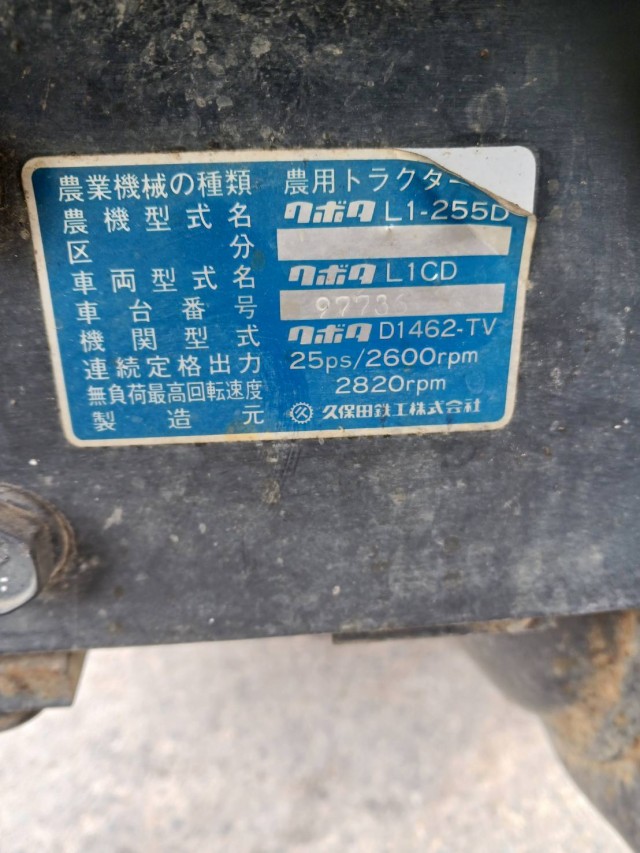 農業機械の種類 農用トラクター
農機型式名 クボタ L1-255D
区分
車両型式名 クボタ L1CD
車台番号 97736
機関型式 クボタ D1462-TV
連続定格出力 25ps/2600rpm
無負荷最高回転速度 2820rpm
製造元 久保田鉄工株式会社